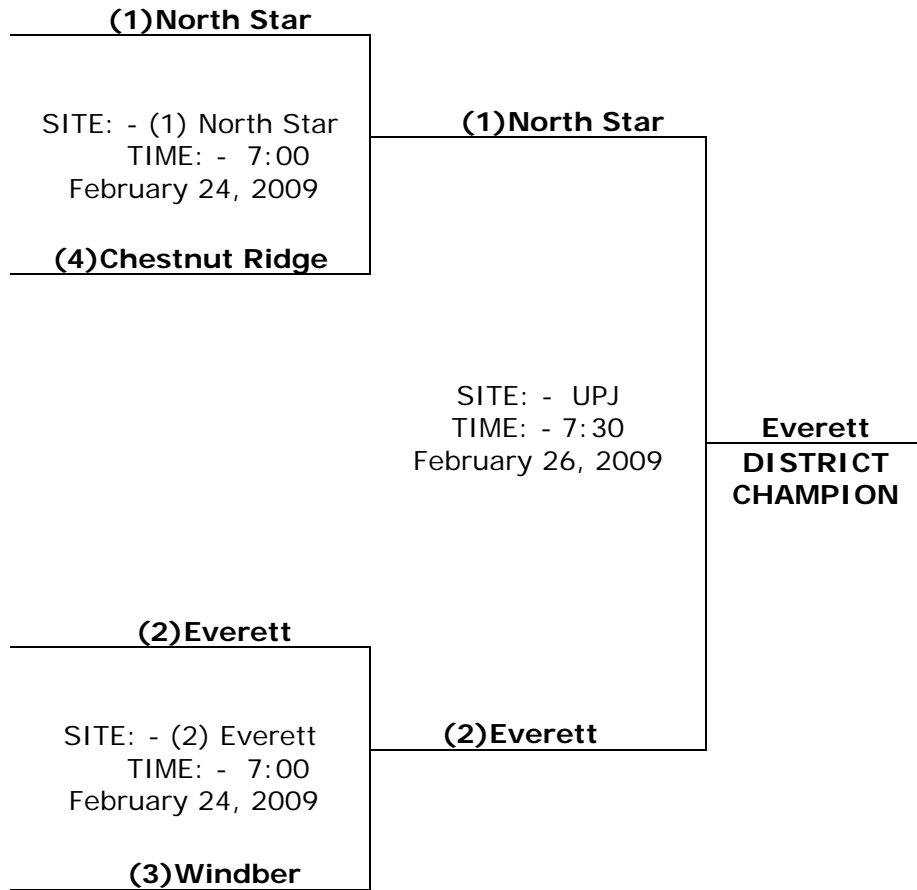 (1)North Star
SITE: - (1) North Star
TIME: - 7:00
February 24, 2009
(4)Chestnut Ridge
(1)North Star
SITE: - UPJ
TIME: - 7:30
February 26, 2009
Everett
DISTRICT
CHAMPION
(2)Everett
SITE: - (2) Everett
TIME: - 7:00
February 24, 2009
(3)Windber
(2)Everett